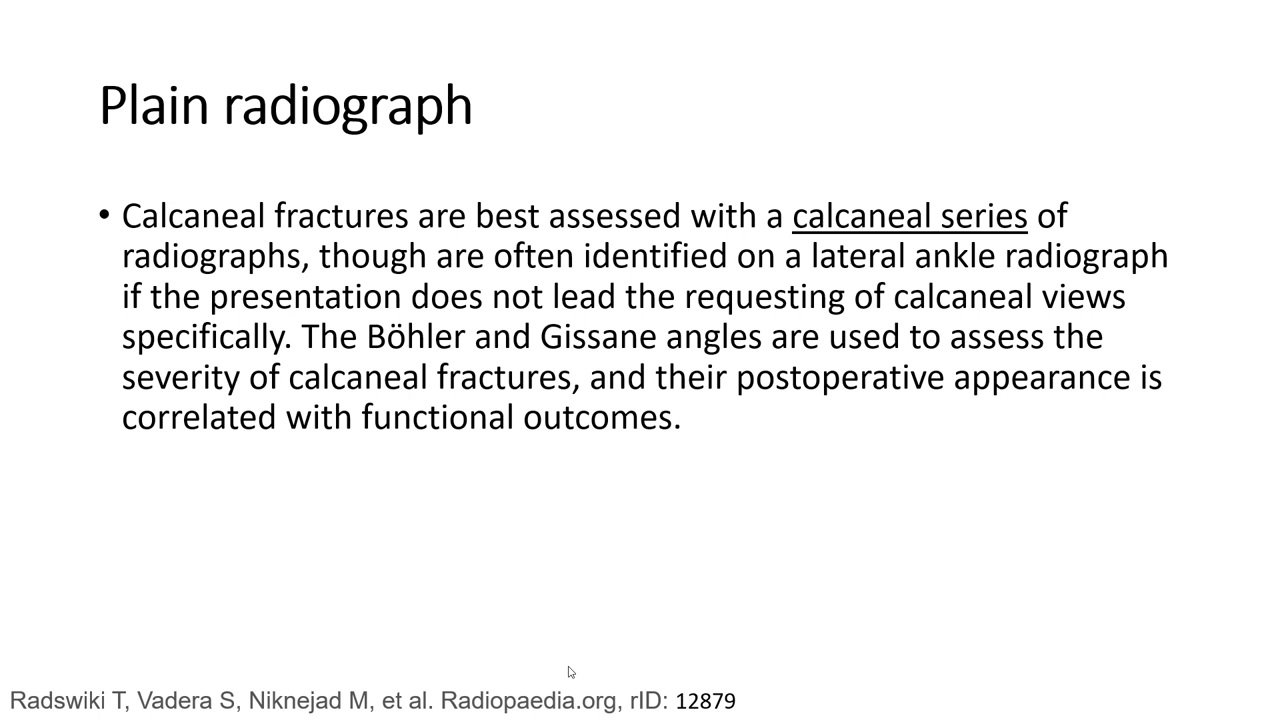 Plain radiograph
• Calcaneal fractures are best assessed with a calcaneal series of
radiographs, though are often identified on a lateral ankle radiograph
if the presentation does not lead the requesting of calcaneal views
specifically. The Böhler and Gissane angles are used to assess the
severity of calcaneal fractures, and their postoperative appearance is
correlated with functional outcomes.
Radswiki T, Vadera S, Niknejad M, et al. Radiopaedia.org, rID: 12879